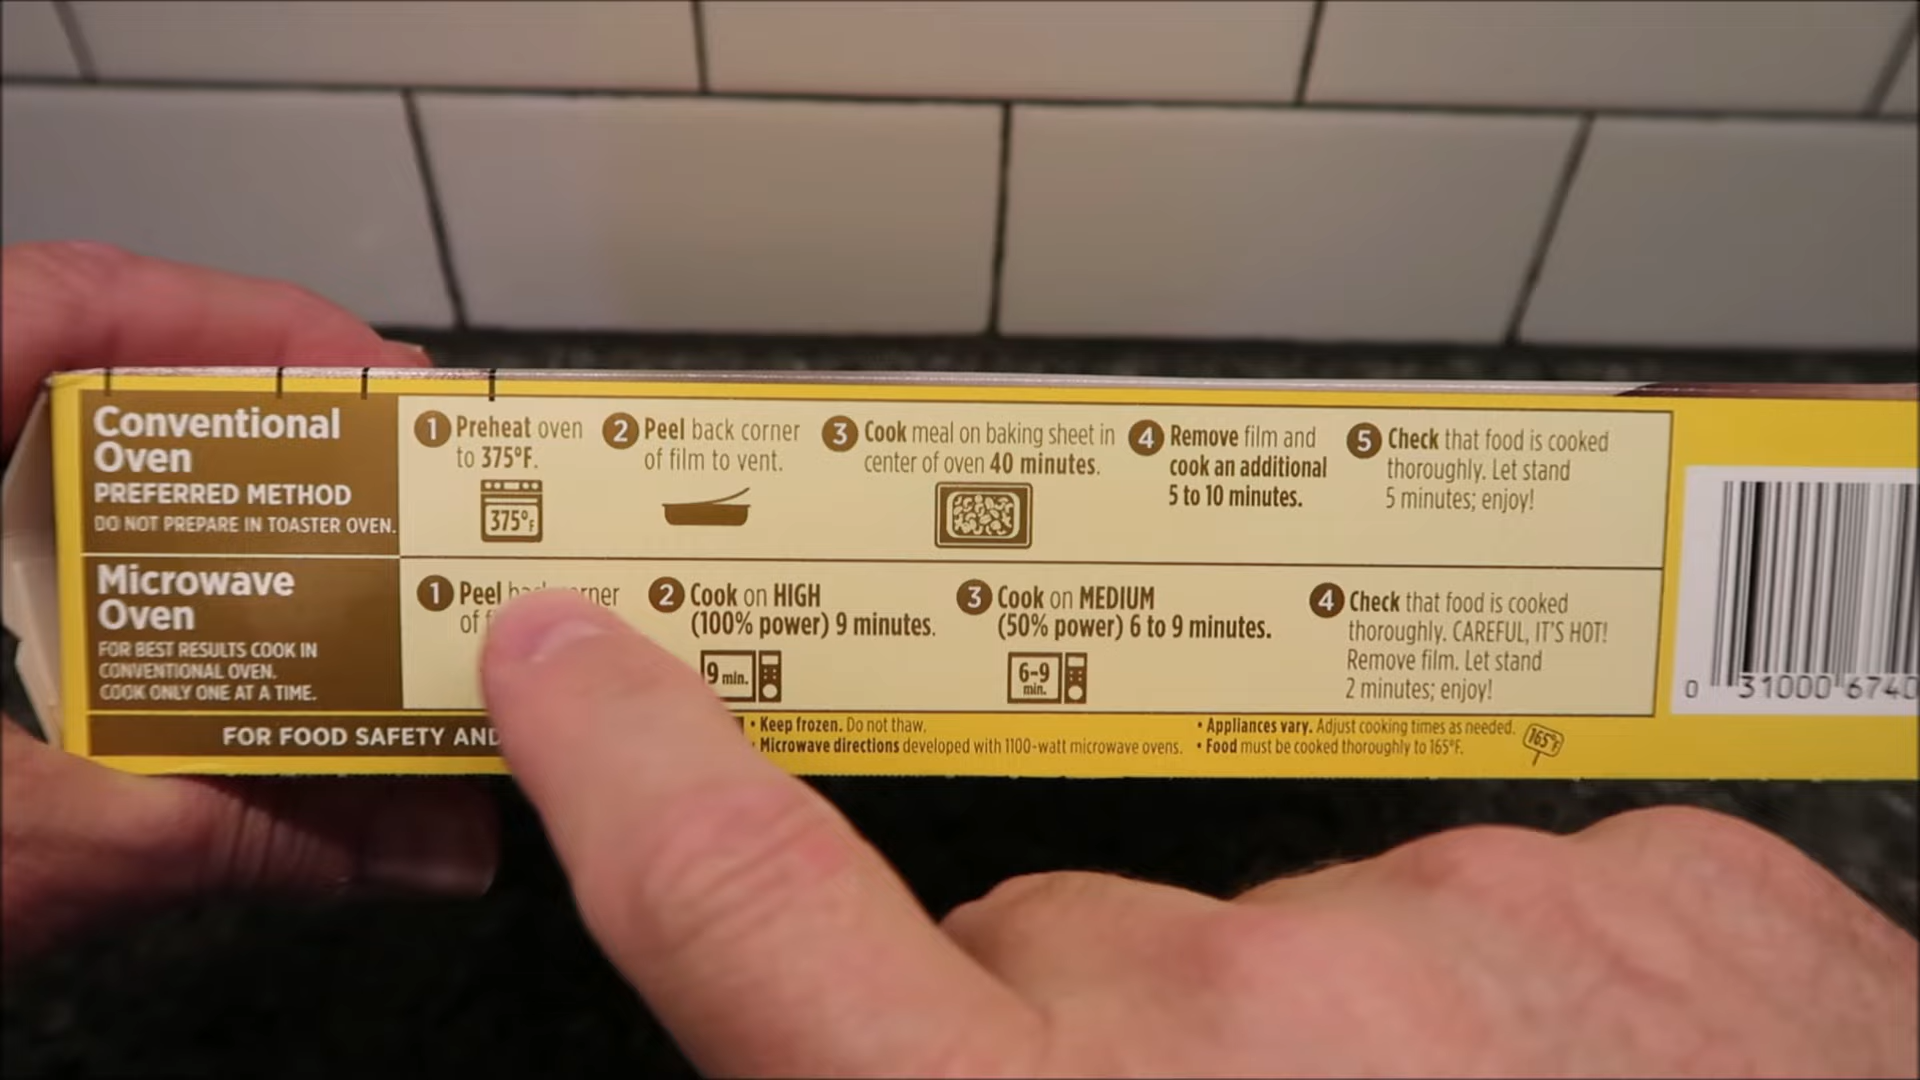 Conventional
Oven
PREFERRED METHOD
DO NOT PREPARE IN TOASTER OVEN.
1 Preheat oven
to 375°F.
375°F
2 Peel back corner
of film to vent.
3 Cook meal on baking sheet in
center of oven 40 minutes.
4 Remove film and
cook an additional
5 to 10 minutes.
5 Check that food is cooked
thoroughly. Let stand
5 minutes; enjoy!
Microwave
Oven
FOR BEST RESULTS COOK IN
CONVENTIONAL OVEN.
COOK ONLY ONE AT A TIME.
1 Peel
of
2 Cook on HIGH
(100% power) 9 minutes.
9 min.
3 Cook on MEDIUM
(50% power) 6 to 9 minutes.
6-9
min.
4 Check that food is cooked
thoroughly. CAREFUL, IT'S HOT!
Remove film. Let stand
2 minutes; enjoy!
FOR FOOD SAFETY AND
• Keep frozen. Do not thaw.
• Microwave directions developed with 1100-watt microwave ovens.
• Appliances vary. Adjust cooking times as needed.
• Food must be cooked thoroughly to 165°F.
165°F
0 31000 6740